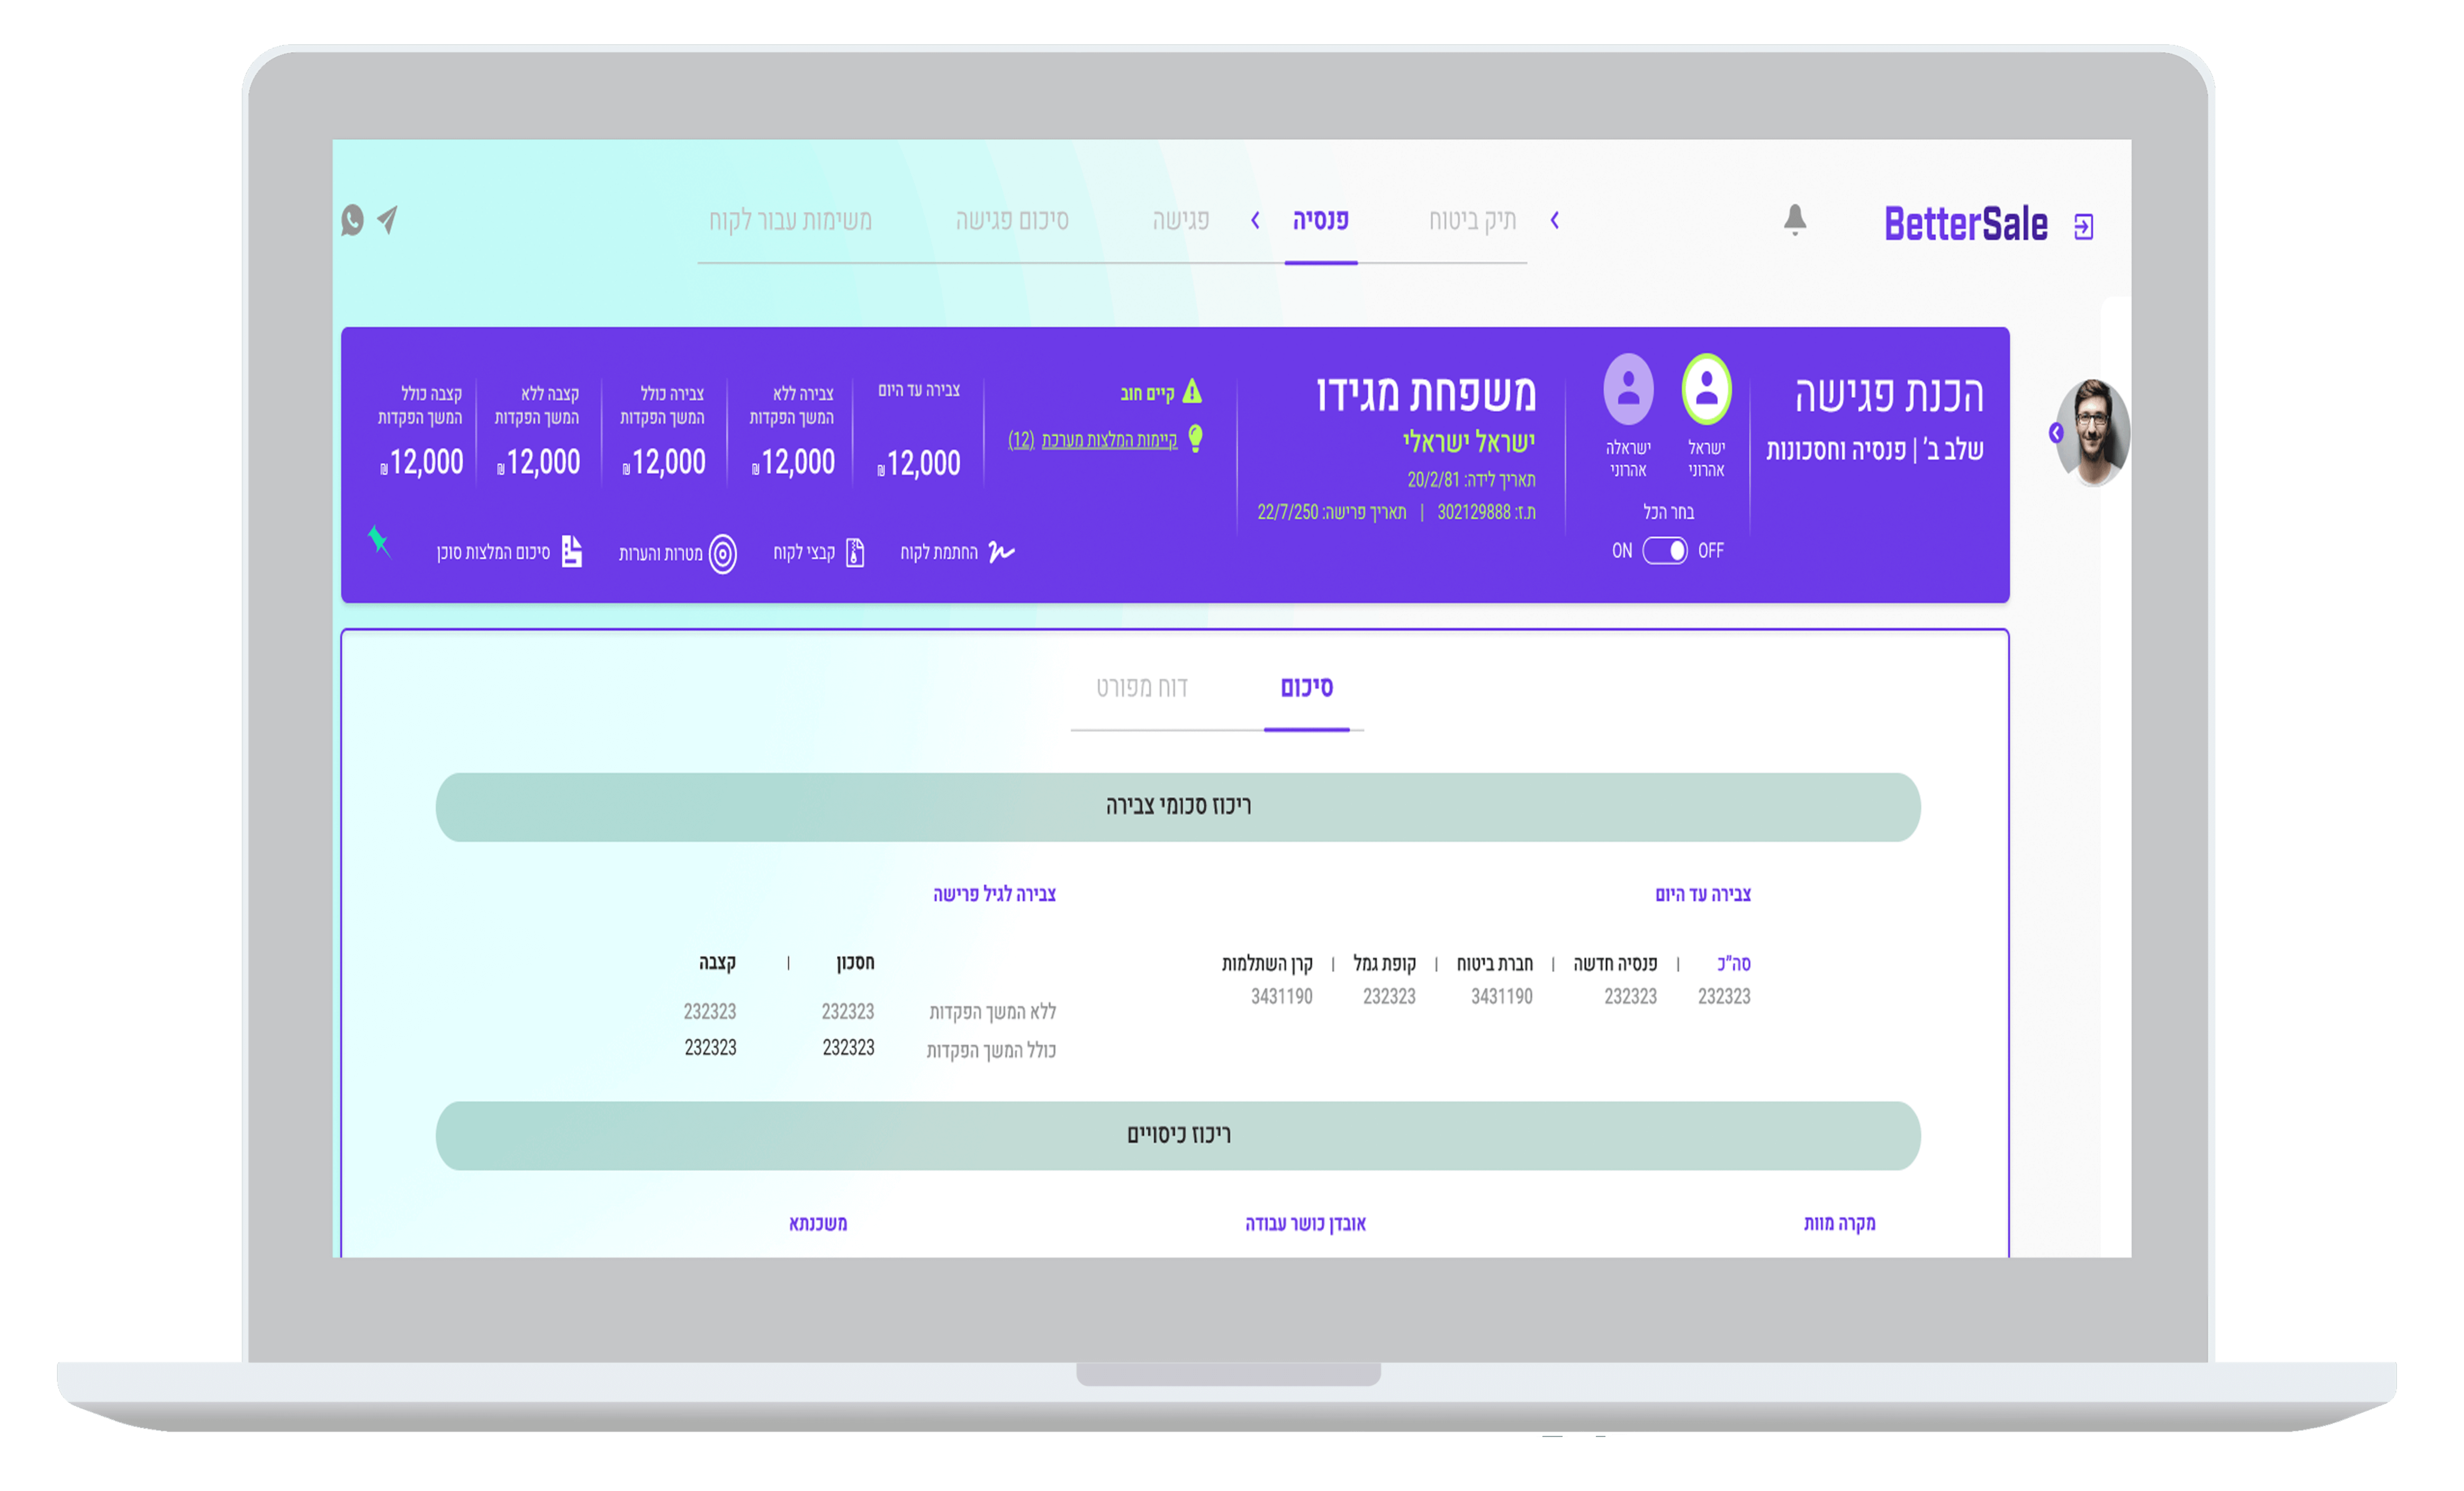 BetterSale
תיק ביטוח
פנסיה
פגישה
סיכום פגישה
משימות עבור לקוח
הכנת פגישה
שלב ב' | פנסיה וחסכונות
ישראל
אהרוני
ישראלה
אהרוני
בחר הכל
OFF
ON
משפחת מגידו
ישראל ישראלי
תאריך לידה: 20/2/81
ת.ז: 302129888 | תאריך פרישה: 22/7/250
קיים חוב
קיימות המלצות מערכת (12)
צבירה עד היום
12,000 ₪
צבירה ללא
המשך הפקדות
12,000 ₪
צבירה כולל
המשך הפקדות
12,000 ₪
קצבה ללא
המשך הפקדות
12,000 ₪
קצבה כולל
המשך הפקדות
12,000 ₪
החתמת לקוח
קבצי לקוח
מטרות והערות
סיכום המלצות סוכן
סיכום
דוח מפורט
ריכוז סכומי צבירה
צבירה עד היום
סה"כ | פנסיה חדשה | חברת ביטוח | קופת גמל | קרן השתלמות
232323 232323 3431190 232323 3431190
צבירה לגיל פרישה
חסכון | קצבה
ללא המשך הפקדות 232323 232323
כולל המשך הפקדות 232323 232323
ריכוז כיסויים
מקרה מוות
אובדן כושר עבודה
משכנתא